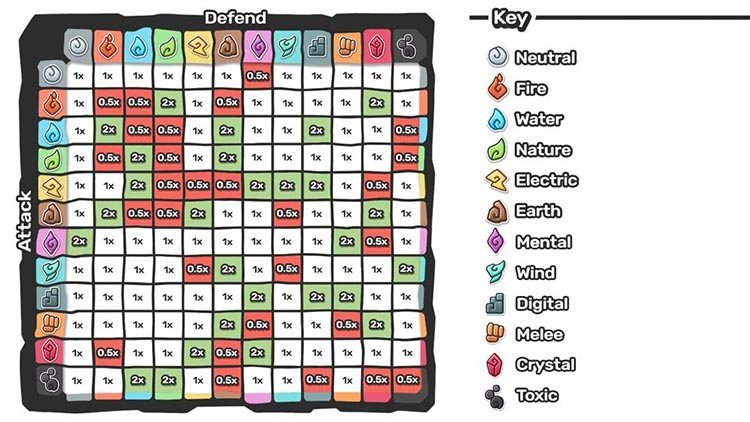 Defend
Attack
1x 1x 1x 1x 1x 1x 0.5x 1x 1x 1x 1x 1x
1x 0.5x 0.5x 2x 1x 0.5x 1x 1x 1x 1x 2x 1x
1x 2x 0.5x 0.5x 1x 2x 1x 1x 2x 1x 1x 0.5x
1x 0.5x 2x 0.5x 1x 2x 1x 1x 1x 1x 1x 0.5x
1x 1x 2x 0.5x 0.5x 0.5x 2x 2x 2x 1x 0.5x 1x
1x 2x 0.5x 0.5x 2x 1x 1x 0.5x 1x 1x 2x 1x
2x 1x 1x 1x 1x 1x 1x 1x 1x 2x 0.5x 1x
1x 1x 1x 1x 0.5x 2x 1x 0.5x 1x 1x 1x 2x
1x 1x 1x 1x 1x 1x 2x 1x 2x 2x 1x 1x
1x 1x 1x 1x 1x 2x 0.5x 1x 1x 0.5x 2x 1x
1x 0.5x 1x 1x 2x 0.5x 2x 1x 1x 1x 1x 1x
1x 1x 2x 2x 1x 0.5x 1x 1x 0.5x 1x 0.5x 0.5x
Key
Neutral
Fire
Water
Nature
Electric
Earth
Mental
Wind
Digital
Melee
Crystal
Toxic